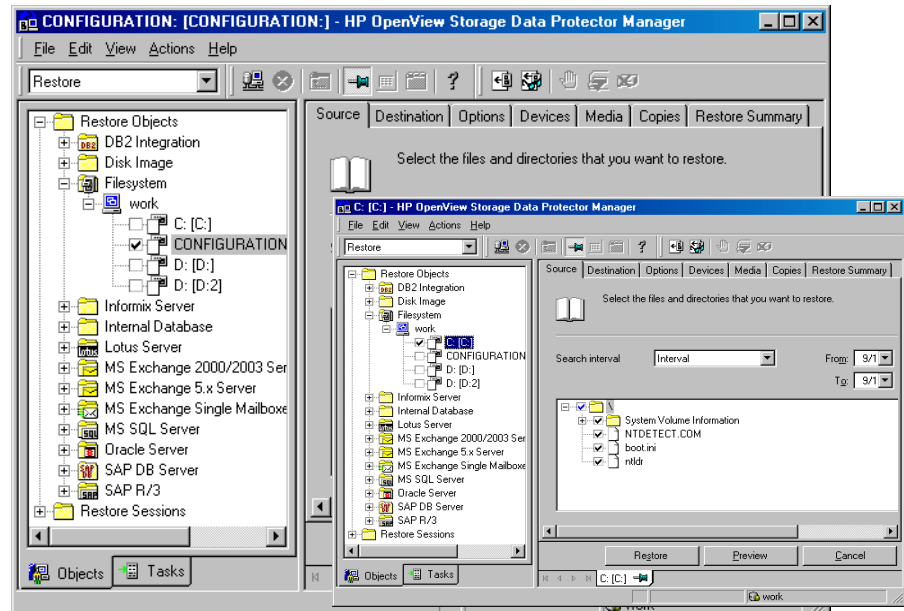 CONFIGURATION: [CONFIGURATION:] - HP OpenView Storage Data Protector Manager
File Edit View Actions Help
Restore
Restore Objects
DB2 Integration
Disk Image
Filesystem
work
C: [C:]
CONFIGURATION
D: [D:]
D: [D:2]
Informix Server
Internal Database
Lotus Server
MS Exchange 2000/2003 Ser
MS Exchange 5.x Server
MS Exchange Single Mailboxe
MS SQL Server
Oracle Server
SAP DB Server
SAP R/3
Restore Sessions
Objects Tasks
Source Destination Options Devices Media Copies Restore Summary
Select the files and directories that you want to restore.
C: [C:] - HP OpenView Storage Data Protector Manager
File Edit View Actions Help
Restore
Restore Objects
DB2 Integration
Disk Image
Filesystem
work
C: [C:]
CONFIGURATION
D: [D:]
D: [D:2]
Informix Server
Internal Database
Lotus Server
MS Exchange 2000/2003 Ser
MS Exchange 5.x Server
MS Exchange Single Mailboxe
MS SQL Server
Oracle Server
SAP DB Server
SAP R/3
Restore Sessions
Objects Tasks
Source Destination Options Devices Media Copies Restore Summary
Select the files and directories that you want to restore.
Search interval Interval From: 9/1
To: 9/1
\
System Volume Information
NTDETECT.COM
boot.ini
ntldr
Restore Preview Cancel
C: [C:]
work